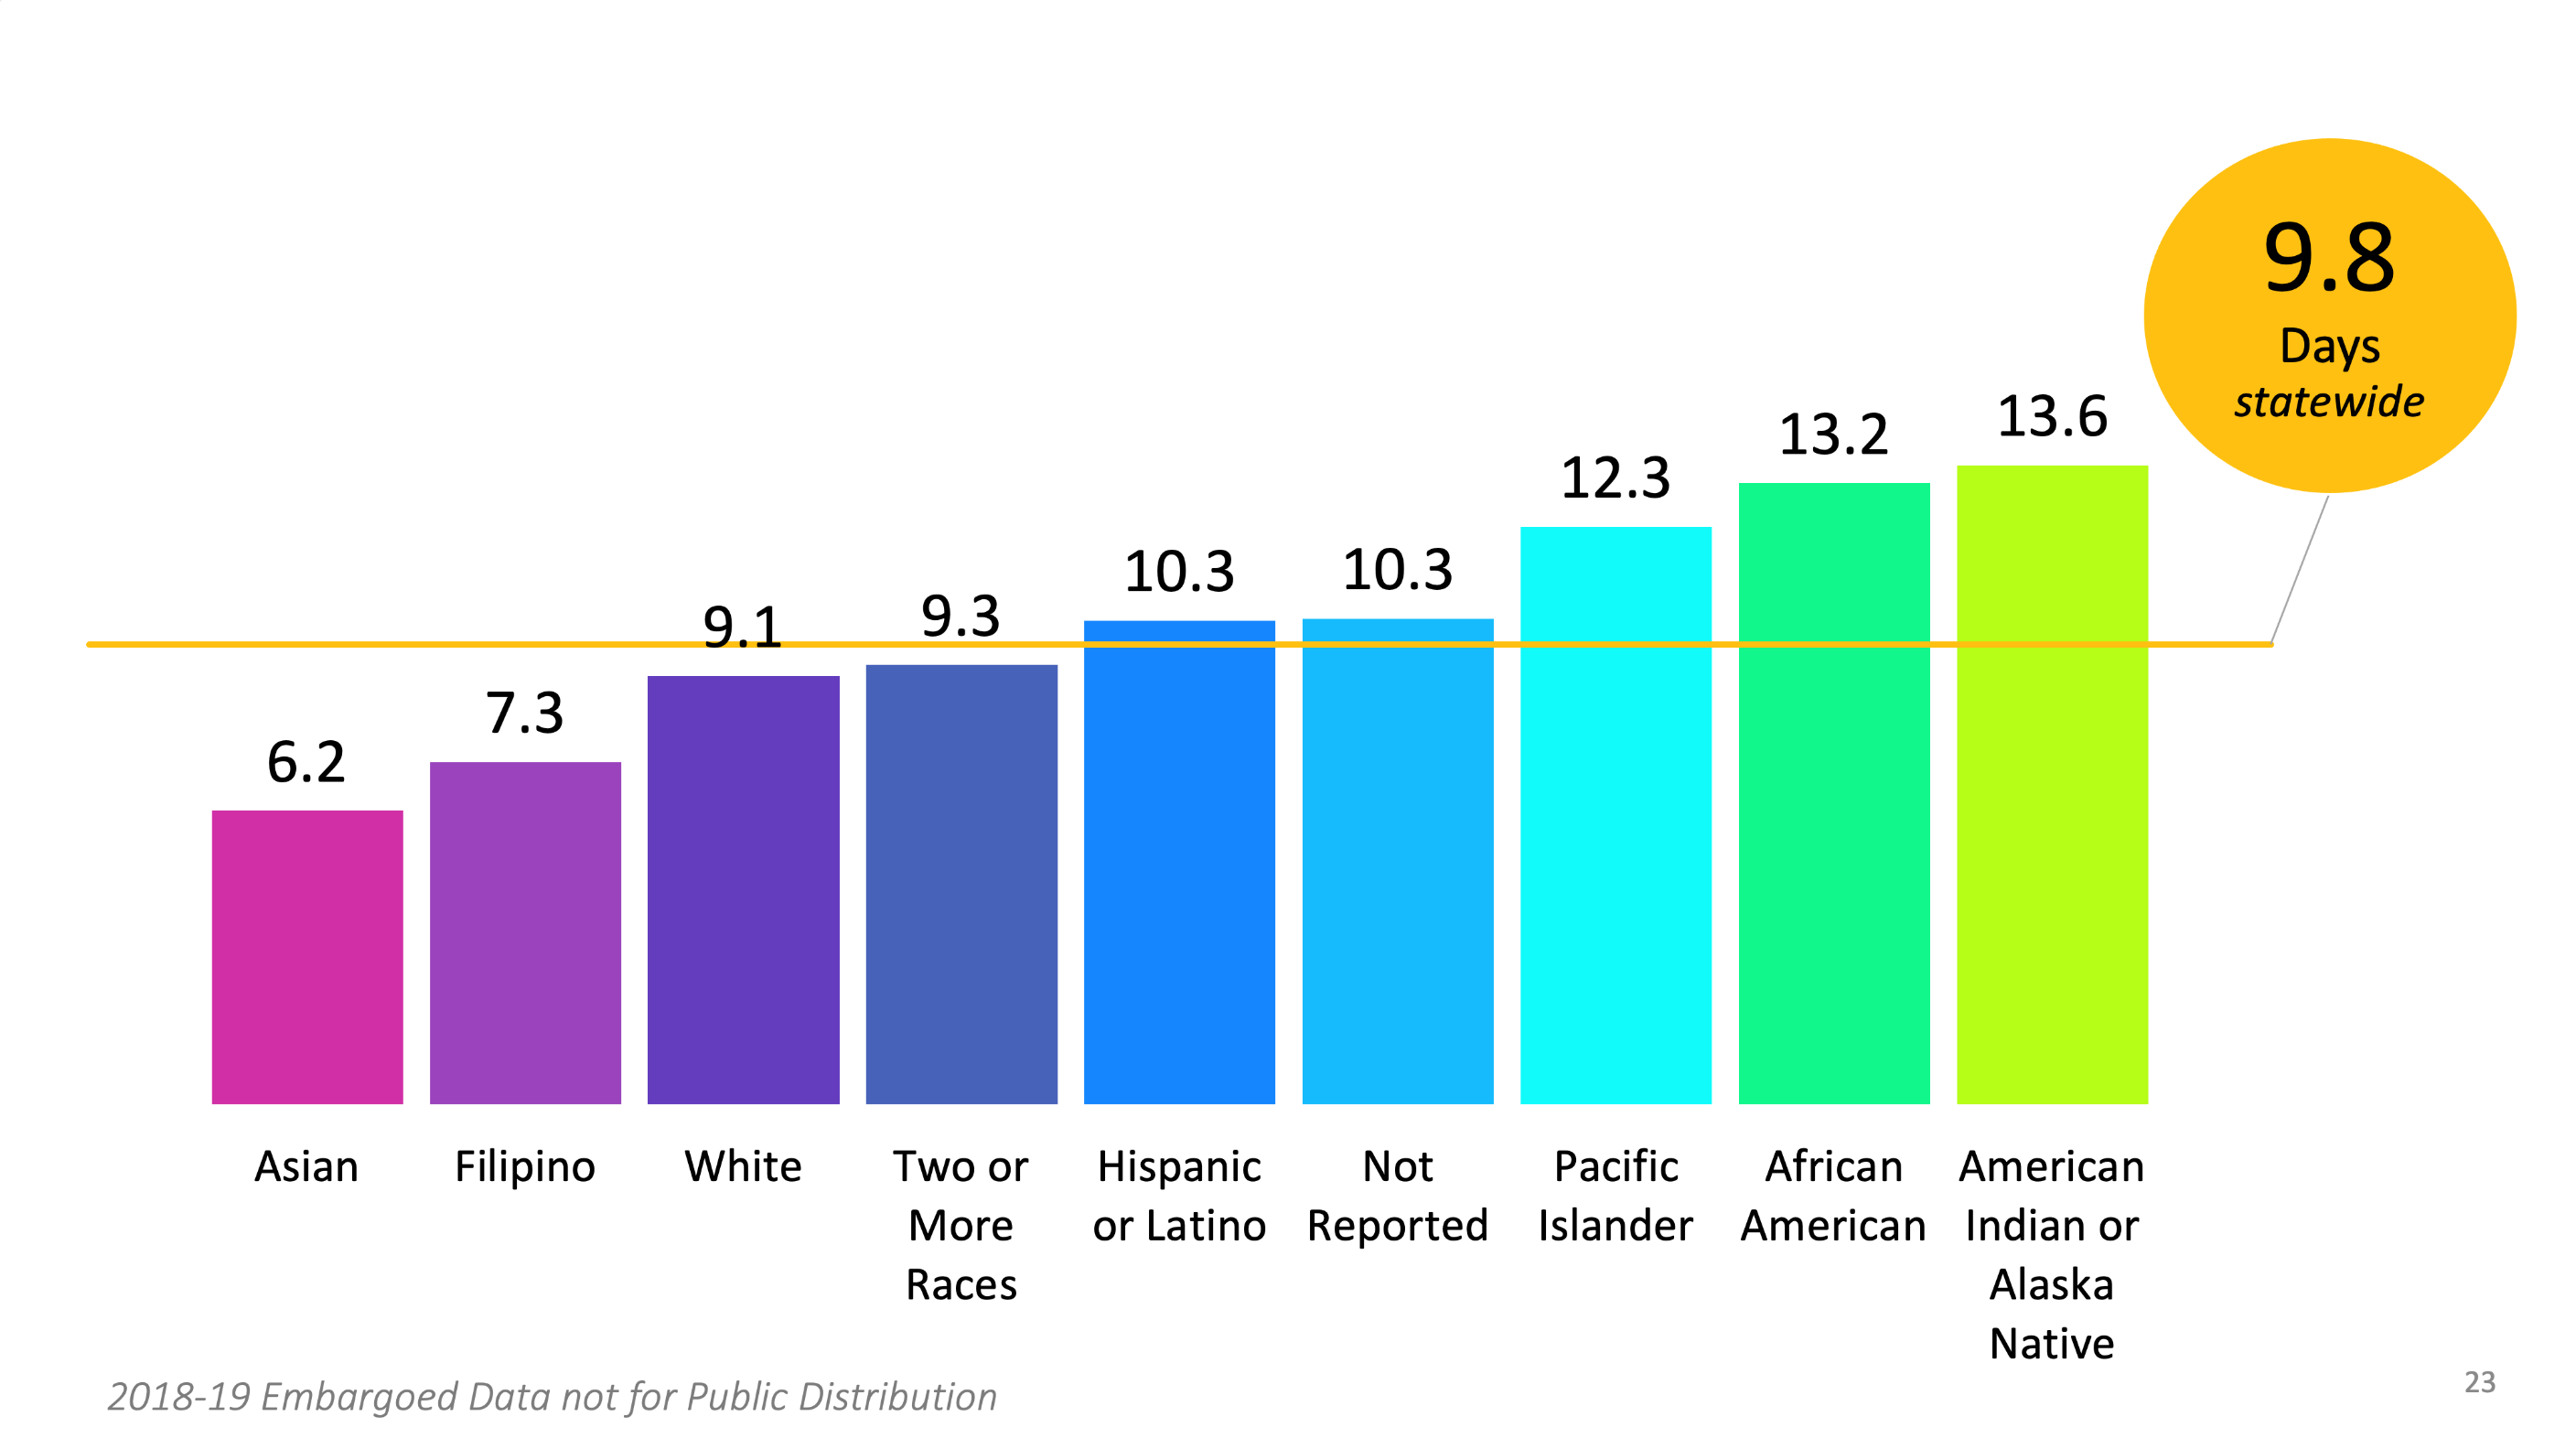 9.8
Days
statewide
6.2
7.3
9.1
9.3
10.3
10.3
12.3
13.2
13.6
Asian
Filipino
White
Two or
More
Races
Hispanic
or Latino
Not
Reported
Pacific
Islander
African
American
American
Indian or
Alaska
Native
2018-19 Embargoed Data not for Public Distribution
23